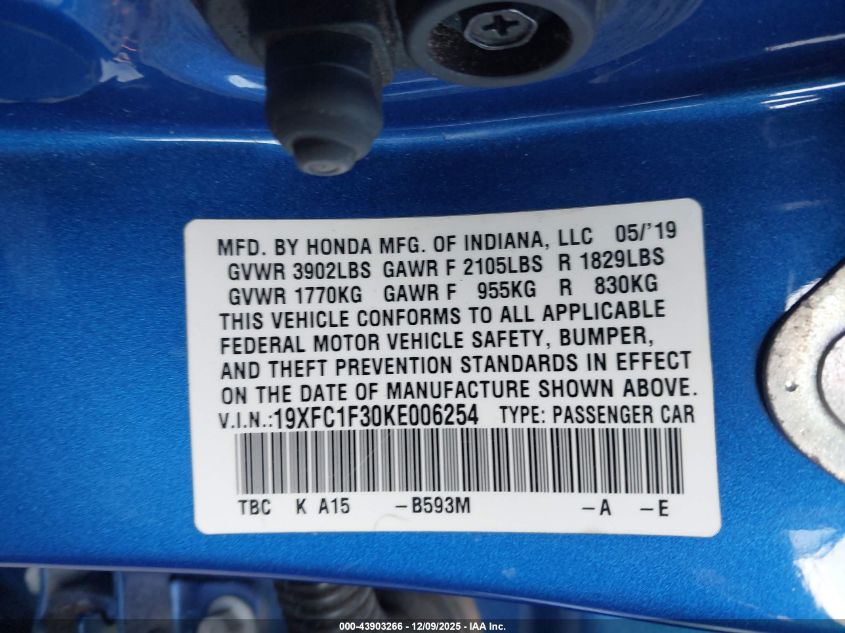 MFD. BY HONDA MFG. OF INDIANA, LLC 05/'19
GVWR 3902LBS GAWR F 2105LBS R 1829LBS
GVWR 1770KG GAWR F 955KG R 830KG
THIS VEHICLE CONFORMS TO ALL APPLICABLE
FEDERAL MOTOR VEHICLE SAFETY, BUMPER,
AND THEFT PREVENTION STANDARDS IN EFFECT
ON THE DATE OF MANUFACTURE SHOWN ABOVE.
V.I.N.:19XFC1F30KE006254 TYPE: PASSENGER CAR
TBC K A15 -B593M -A -E
000-43903266 - 12/09/2025 - IAA Inc.